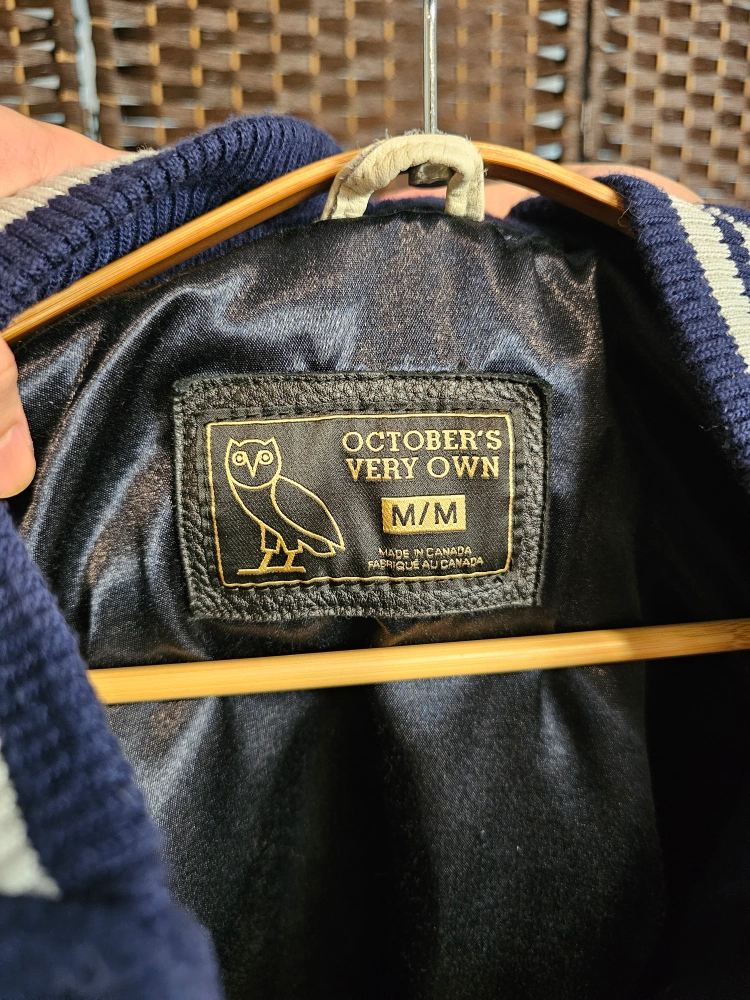 OCTOBER'S
VERY OWN
M/M
MADE IN CANADA
FABRIQUÉ AU CANADA